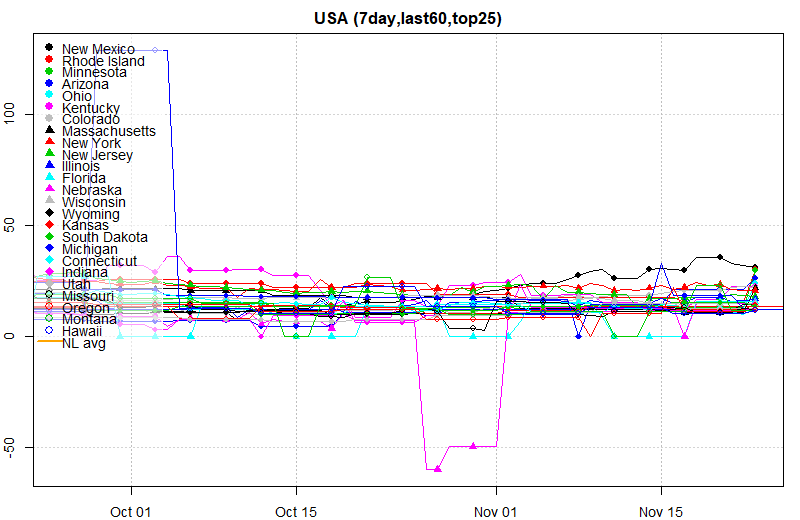 USA (7day,last60,top25)
100
50
0
-50
New Mexico
Rhode Island
Minnesota
Arizona
Ohio
Kentucky
Colorado
Massachusetts
New York
New Jersey
Illinois
Florida
Nebraska
Wisconsin
Wyoming
Kansas
South Dakota
Michigan
Connecticut
Indiana
Utah
Missouri
Oregon
Montana
Hawaii
NL avg
Oct 01
Oct 15
Nov 01
Nov 15